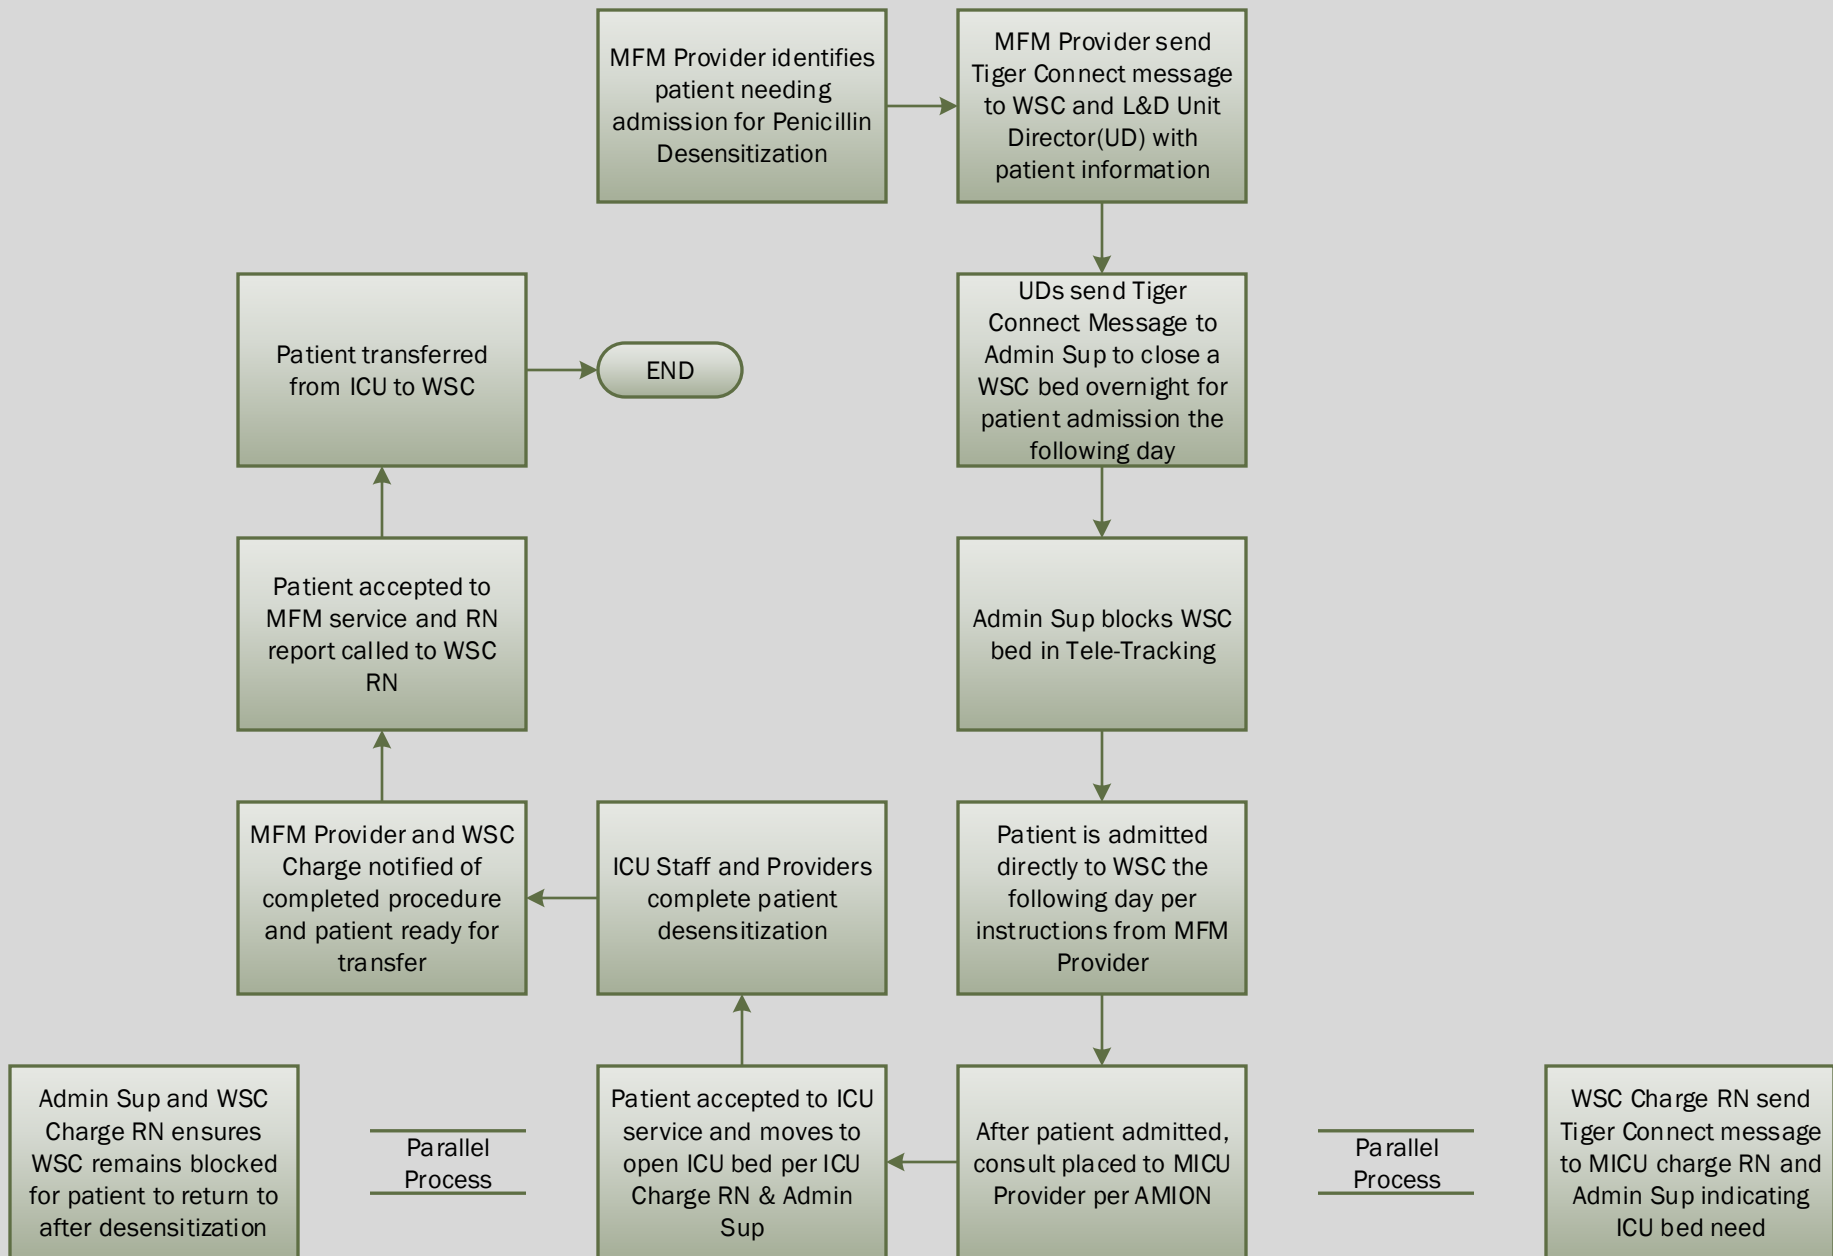 MFM Provider identifies
patient needing
admission for Penicillin
Desensitization
MFM Provider send
Tiger Connect message
to WSC and L&D Unit
Director(UD) with
patient information
UDs send Tiger
Connect Message to
Admin Sup to close a
WSC bed overnight for
patient admission the
following day
Admin Sup blocks WSC
bed in Tele-Tracking
Patient is admitted
directly to WSC the
following day per
instructions from MFM
Provider
After patient admitted,
consult placed to MICU
Provider per AMION
Parallel
Process
WSC Charge RN send
Tiger Connect message
to MICU charge RN and
Admin Sup indicating
ICU bed need
Patient accepted to ICU
service and moves to
open ICU bed per ICU
Charge RN & Admin
Sup
Parallel
Process
Admin Sup and WSC
Charge RN ensures
WSC remains blocked
for patient to return to
after desensitization
ICU Staff and Providers
complete patient
desensitization
MFM Provider and WSC
Charge notified of
completed procedure
and patient ready for
transfer
Patient accepted to
MFM service and RN
report called to WSC
RN
Patient transferred
from ICU to WSC
END